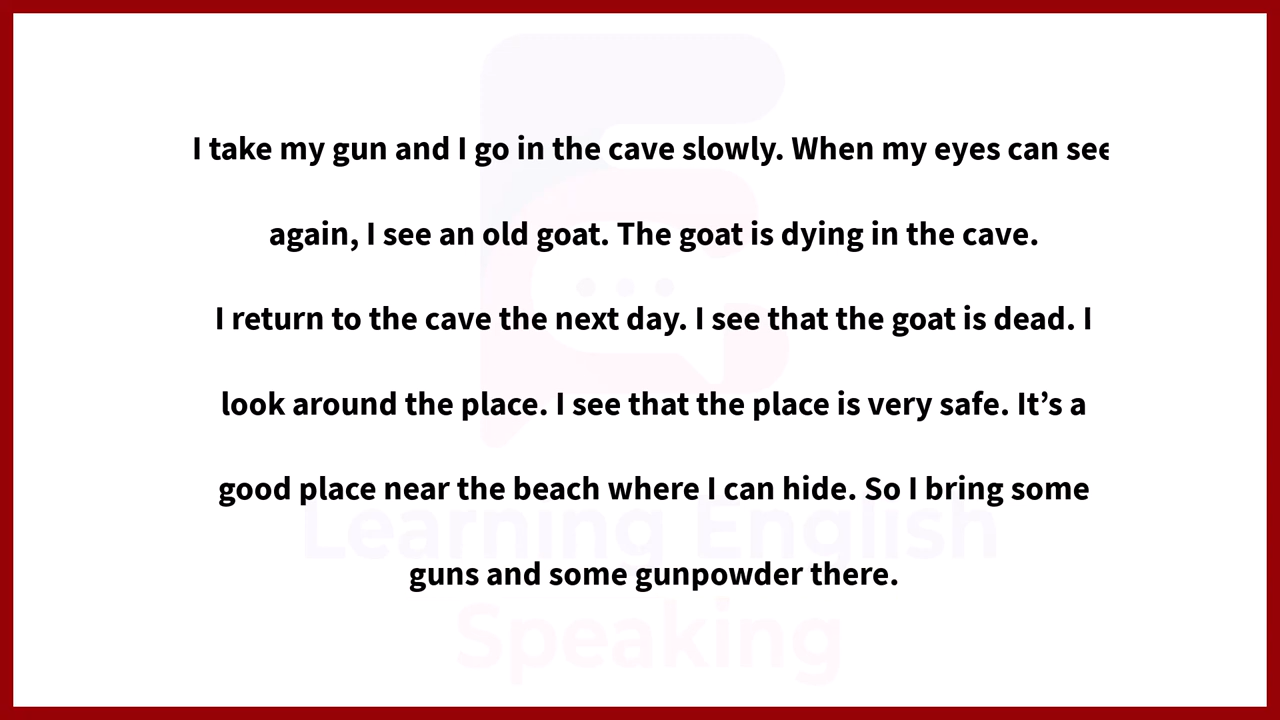 I take my gun and I go in the cave slowly. When my eyes can see
again, I see an old goat. The goat is dying in the cave.
I return to the cave the next day. I see that the goat is dead. I
look around the place. I see that the place is very safe. It’s a
good place near the beach where I can hide. So I bring some
guns and some gunpowder there.
Learning English
Speaking